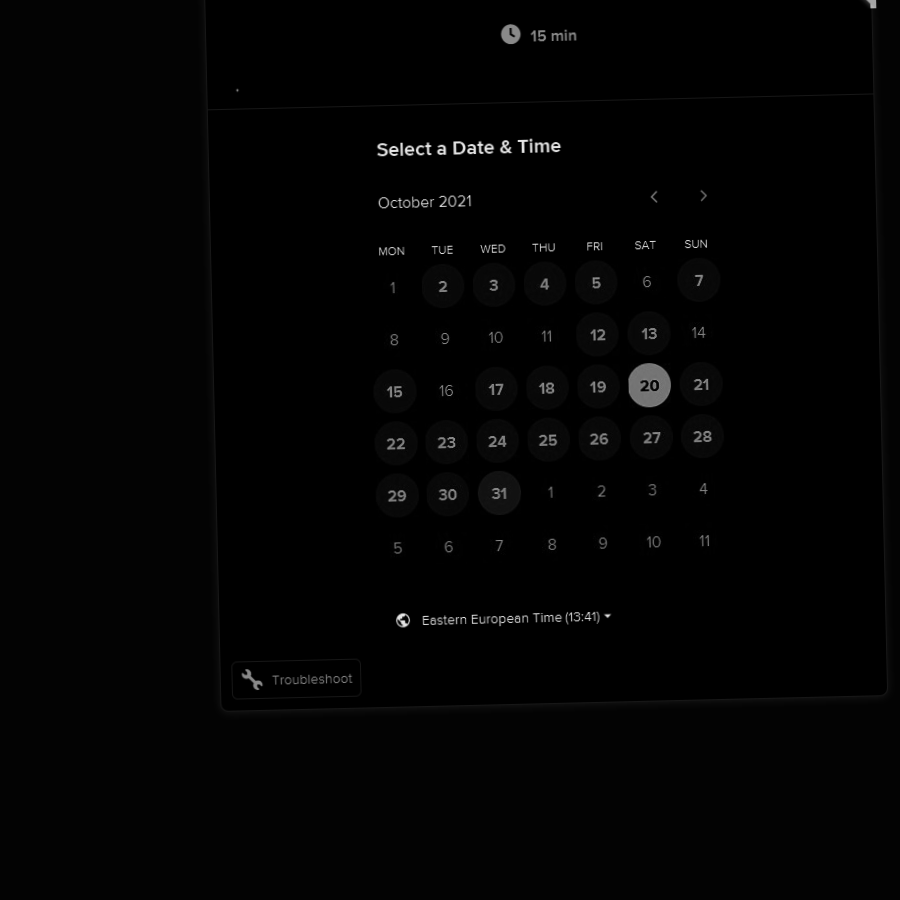 15 min
.
Select a Date & Time
October 2021
MON TUE WED THU FRI SAT SUN
1 2 3 4 5 6 7
8 9 10 11 12 13 14
15 16 17 18 19 20 21
22 23 24 25 26 27 28
29 30 31 1 2 3 4
5 6 7 8 9 10 11
Eastern European Time (13:41)
Troubleshoot